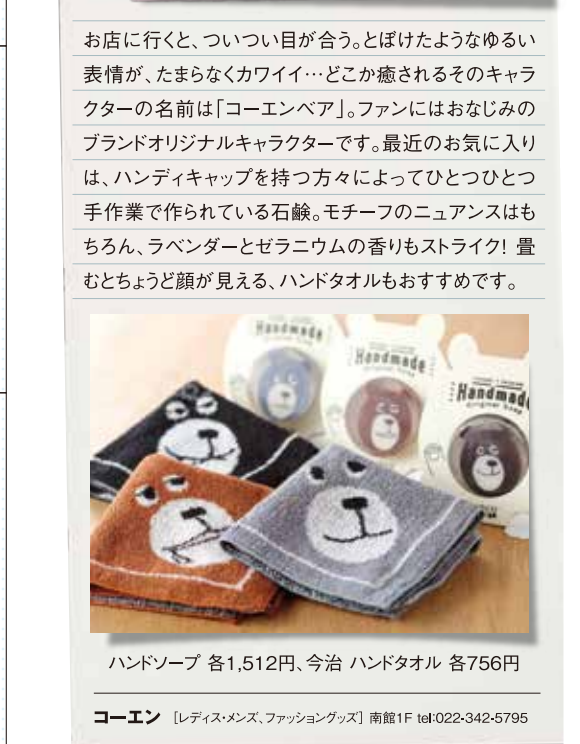 お店に行くと、ついつい目が合う。とぼけたようなゆるい
表情が、たまらなくカワイイ…どこか癒されるそのキャラ
クターの名前は「コーエンベア」。ファンにはおなじみの
ブランドオリジナルキャラクターです。最近のお気に入り
は、ハンディキャップを持つ方々によってひとつひとつ
手作業で作られている石鹸。モチーフのニュアンスはも
ちろん、ラベンダーとゼラニウムの香りもストライク! 畳
むとちょうど顔が見える、ハンドタオルもおすすめです。
Handmade
Handmade
Handmade
original soap
ハンドソープ 各1,512円、今治 ハンドタオル 各756円
コーエン [レディス・メンズ、ファッショングッズ] 南館1F tel:022-342-5795